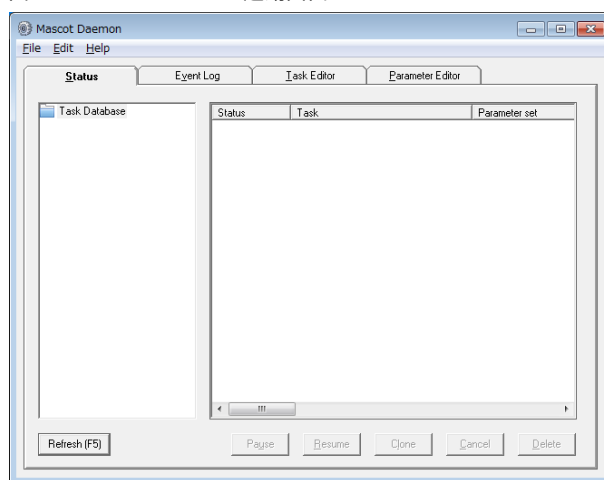 Mascot Daemon
File Edit Help
Status Event Log Task Editor Parameter Editor
Task Database
Status Task Parameter set
Refresh (F5) Pause Resume Clone Cancel Delete